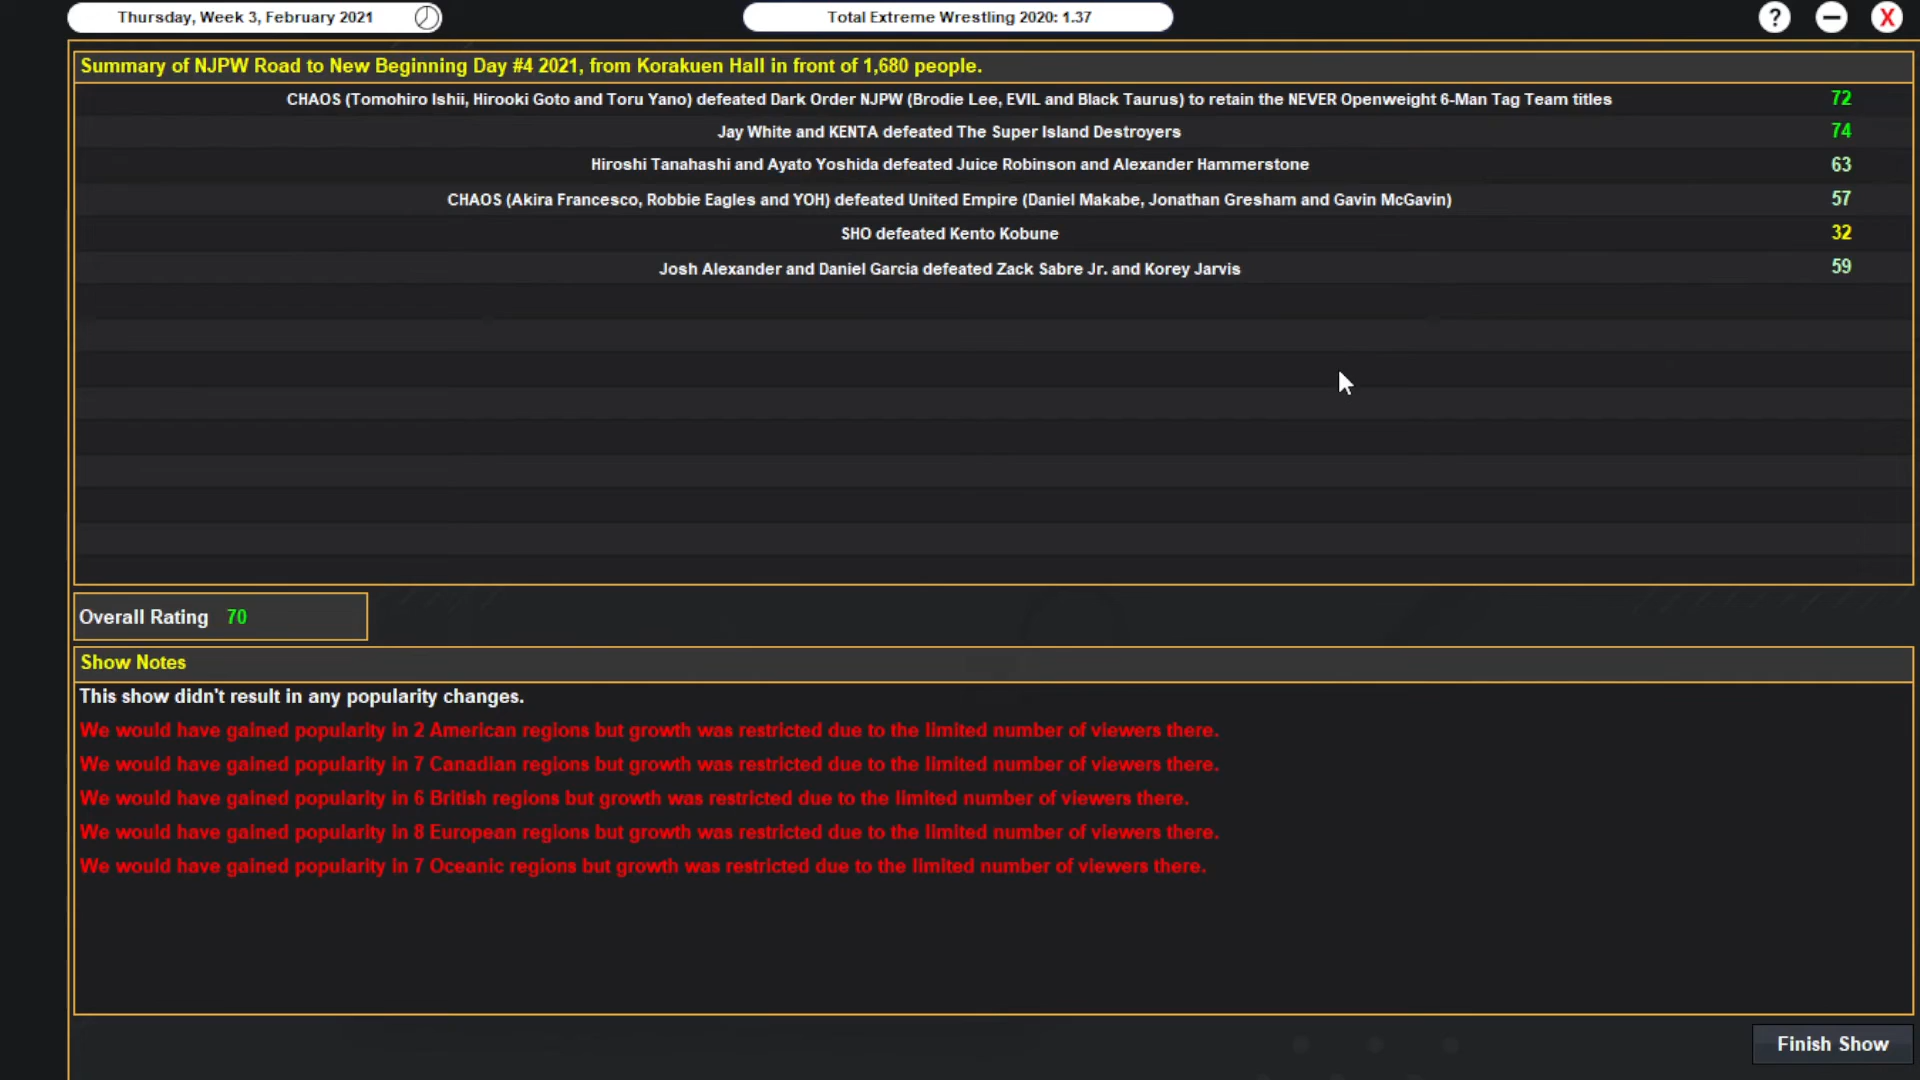 Thursday, Week 3, February 2021
Total Extreme Wrestling 2020: 1.37
?
X
Summary of NJPW Road to New Beginning Day #4 2021, from Korakuen Hall in front of 1,680 people.
CHAOS (Tomohiro Ishii, Hirooki Goto and Toru Yano) defeated Dark Order NJPW (Brodie Lee, EVIL and Black Taurus) to retain the NEVER Openweight 6-Man Tag Team titles 72
Jay White and KENTA defeated The Super Island Destroyers 74
Hiroshi Tanahashi and Ayato Yoshida defeated Juice Robinson and Alexander Hammerstone 63
CHAOS (Akira Francesco, Robbie Eagles and YOH) defeated United Empire (Daniel Makabe, Jonathan Gresham and Gavin McGavin) 57
SHO defeated Kento Kobune 32
Josh Alexander and Daniel Garcia defeated Zack Sabre Jr. and Korey Jarvis 59
Overall Rating 70
Show Notes
This show didn't result in any popularity changes.
We would have gained popularity in 2 American regions but growth was restricted due to the limited number of viewers there.
We would have gained popularity in 7 Canadian regions but growth was restricted due to the limited number of viewers there.
We would have gained popularity in 6 British regions but growth was restricted due to the limited number of viewers there.
We would have gained popularity in 8 European regions but growth was restricted due to the limited number of viewers there.
We would have gained popularity in 7 Oceanic regions but growth was restricted due to the limited number of viewers there.
Finish Show